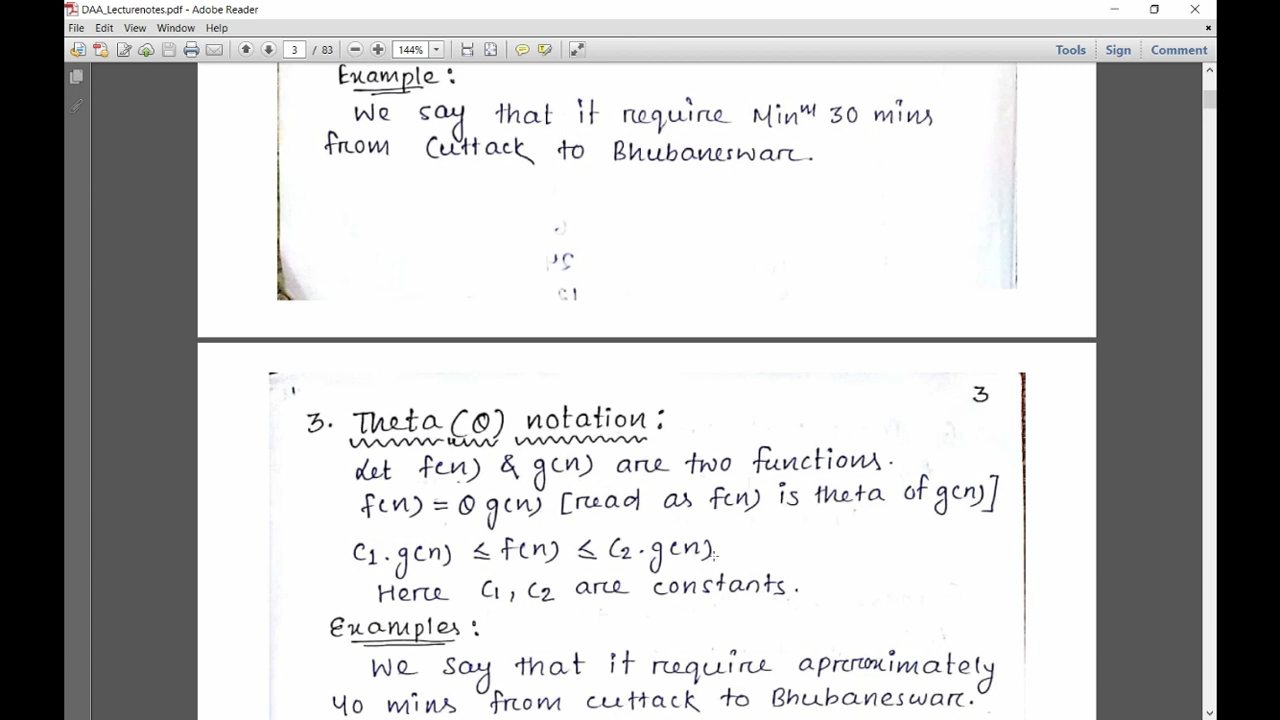 DAA_Lecturenotes.pdf - Adobe Reader
File Edit View Window Help
3 / 83 144% Tools Sign Comment
Example:
We say that it require Min^m 30 mins
from Cuttack to Bhubaneswar.
3
3. Theta (θ) notation:
Let f(n) & g(n) are two functions.
f(n) = θ g(n) [read as f(n) is theta of g(n)]
C1.g(n) ≤ f(n) ≤ C2.g(n)
Here C1, C2 are constants.
Examples:
We say that it require approximately
40 mins from cuttack to Bhubaneswar.